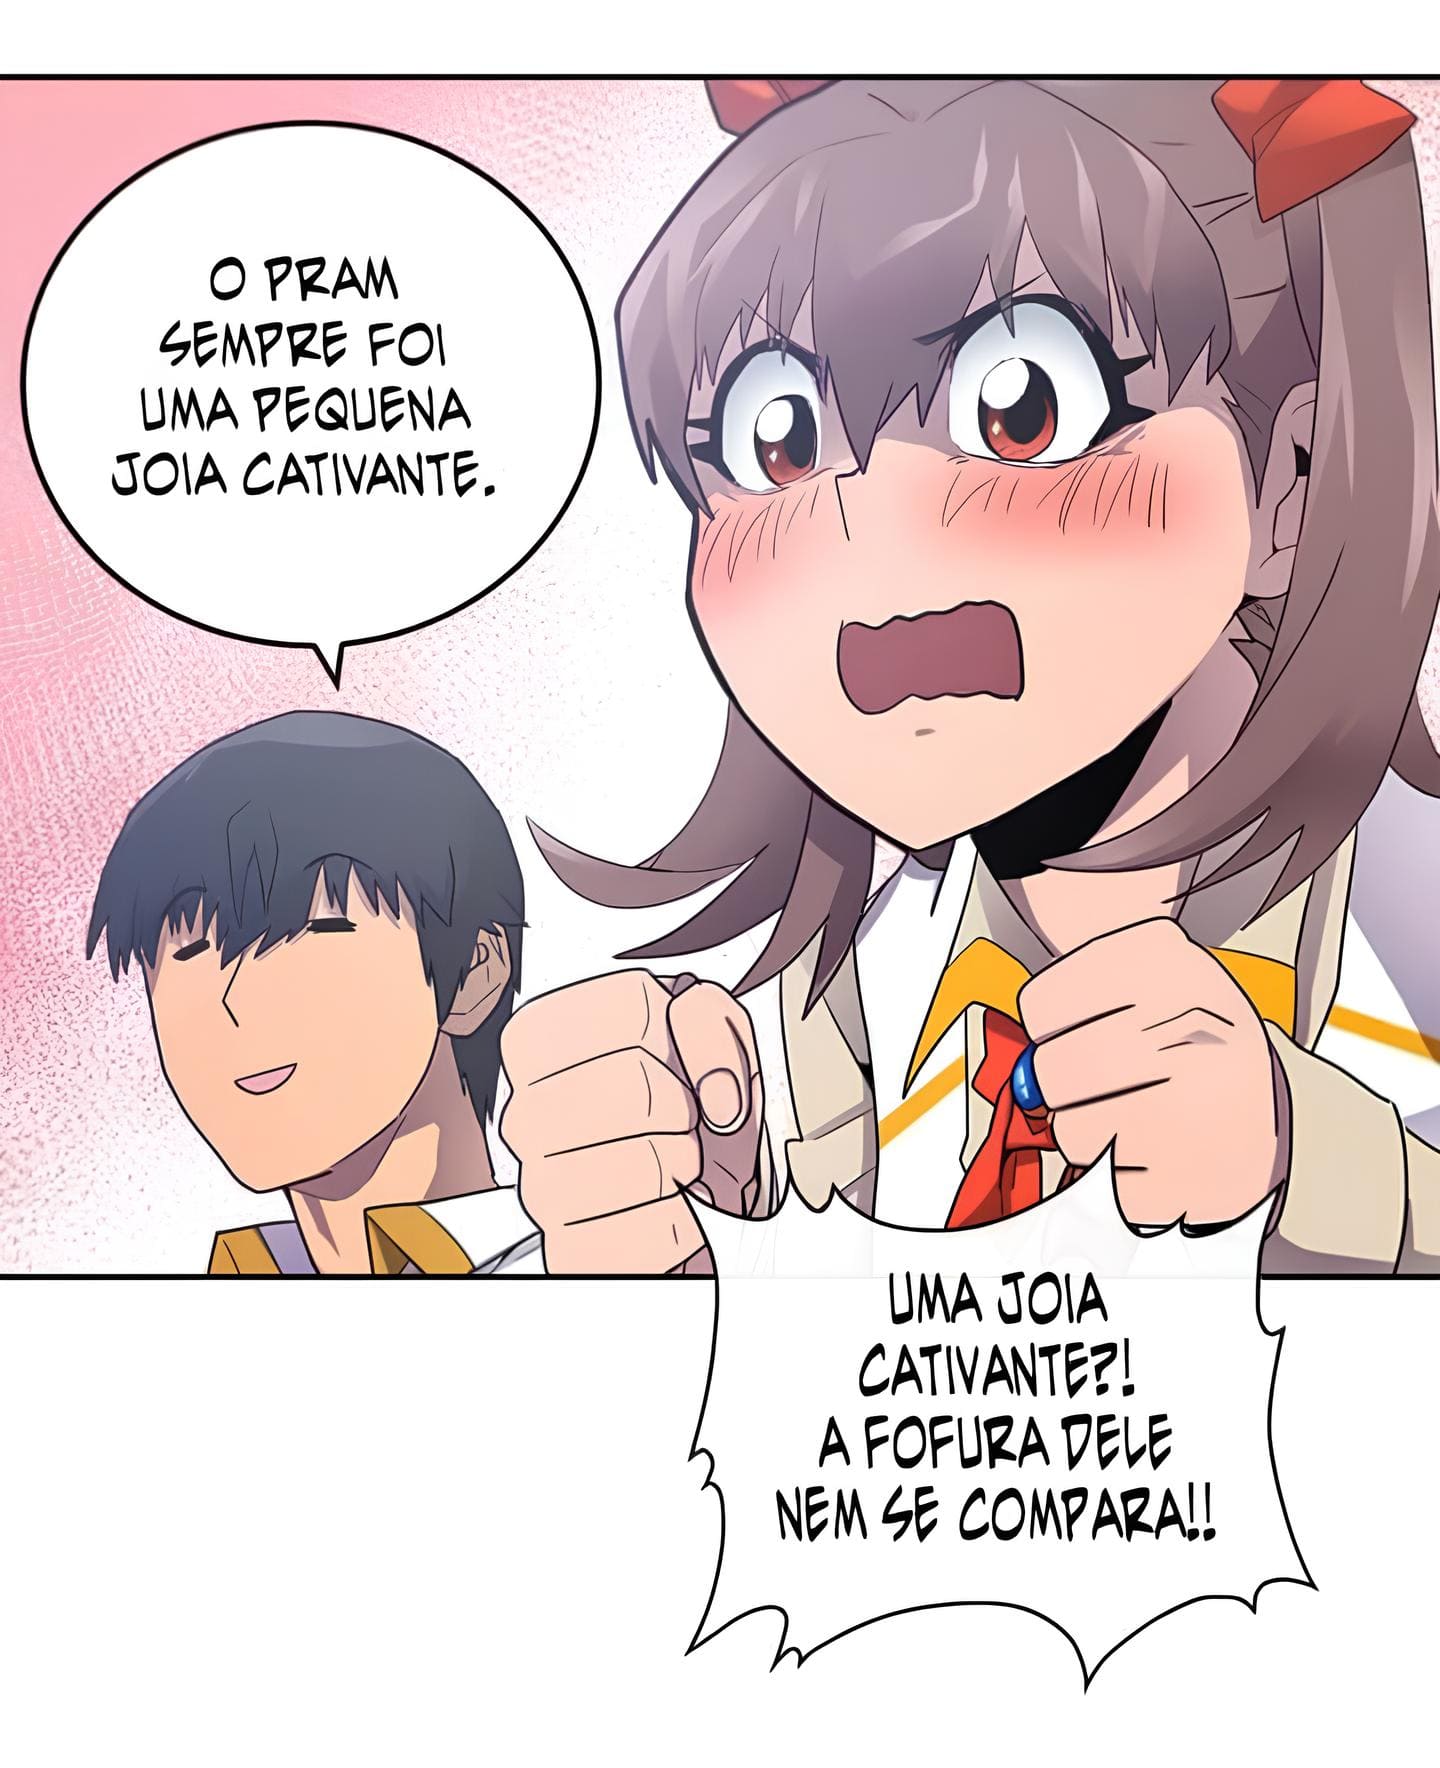 O PRAM
SEMPRE FOI
UMA PEQUENA
JOIA CATIVANTE.
UMA JOIA
CATIVANTE?!
A FOFURA DELE
NEM SE COMPARA!!